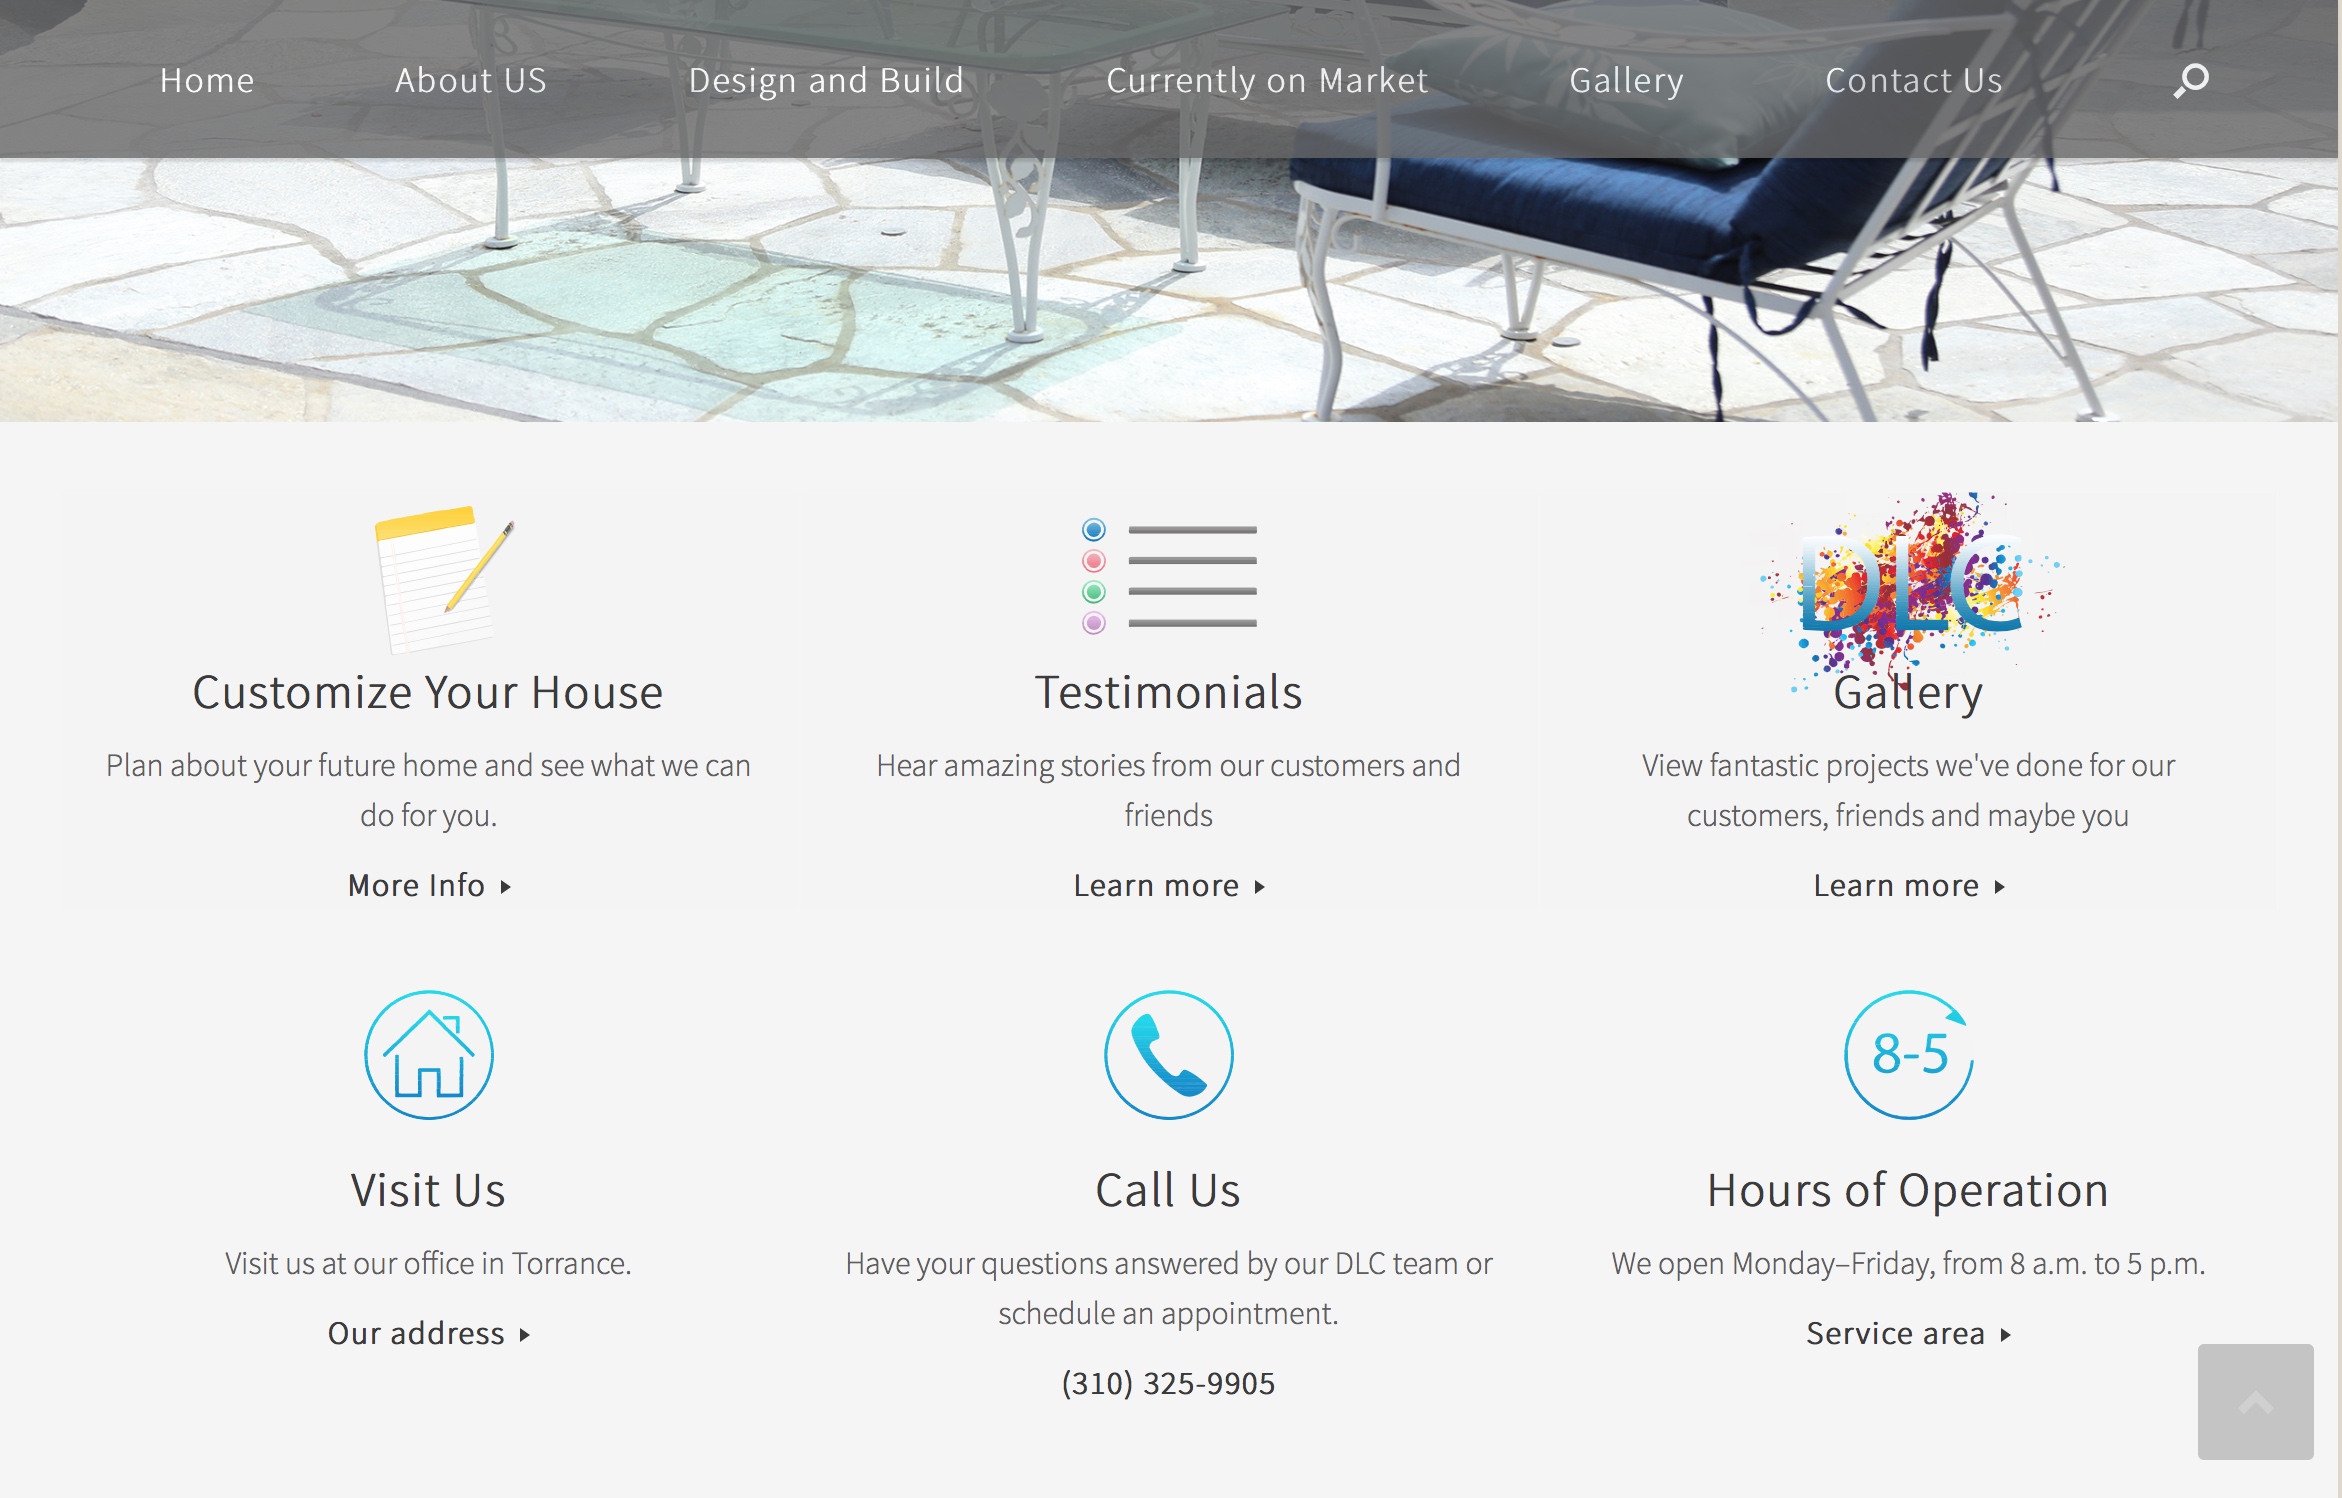 Home About US Design and Build Currently on Market Gallery Contact Us
DLC
Customize Your House
Plan about your future home and see what we can
do for you.
More Info
Testimonials
Hear amazing stories from our customers and
friends
Learn more
Gallery
View fantastic projects we've done for our
customers, friends and maybe you
Learn more
Visit Us
Visit us at our office in Torrance.
Our address
Call Us
Have your questions answered by our DLC team or
schedule an appointment.
(310) 325-9905
8-5
Hours of Operation
We open Monday–Friday, from 8 a.m. to 5 p.m.
Service area